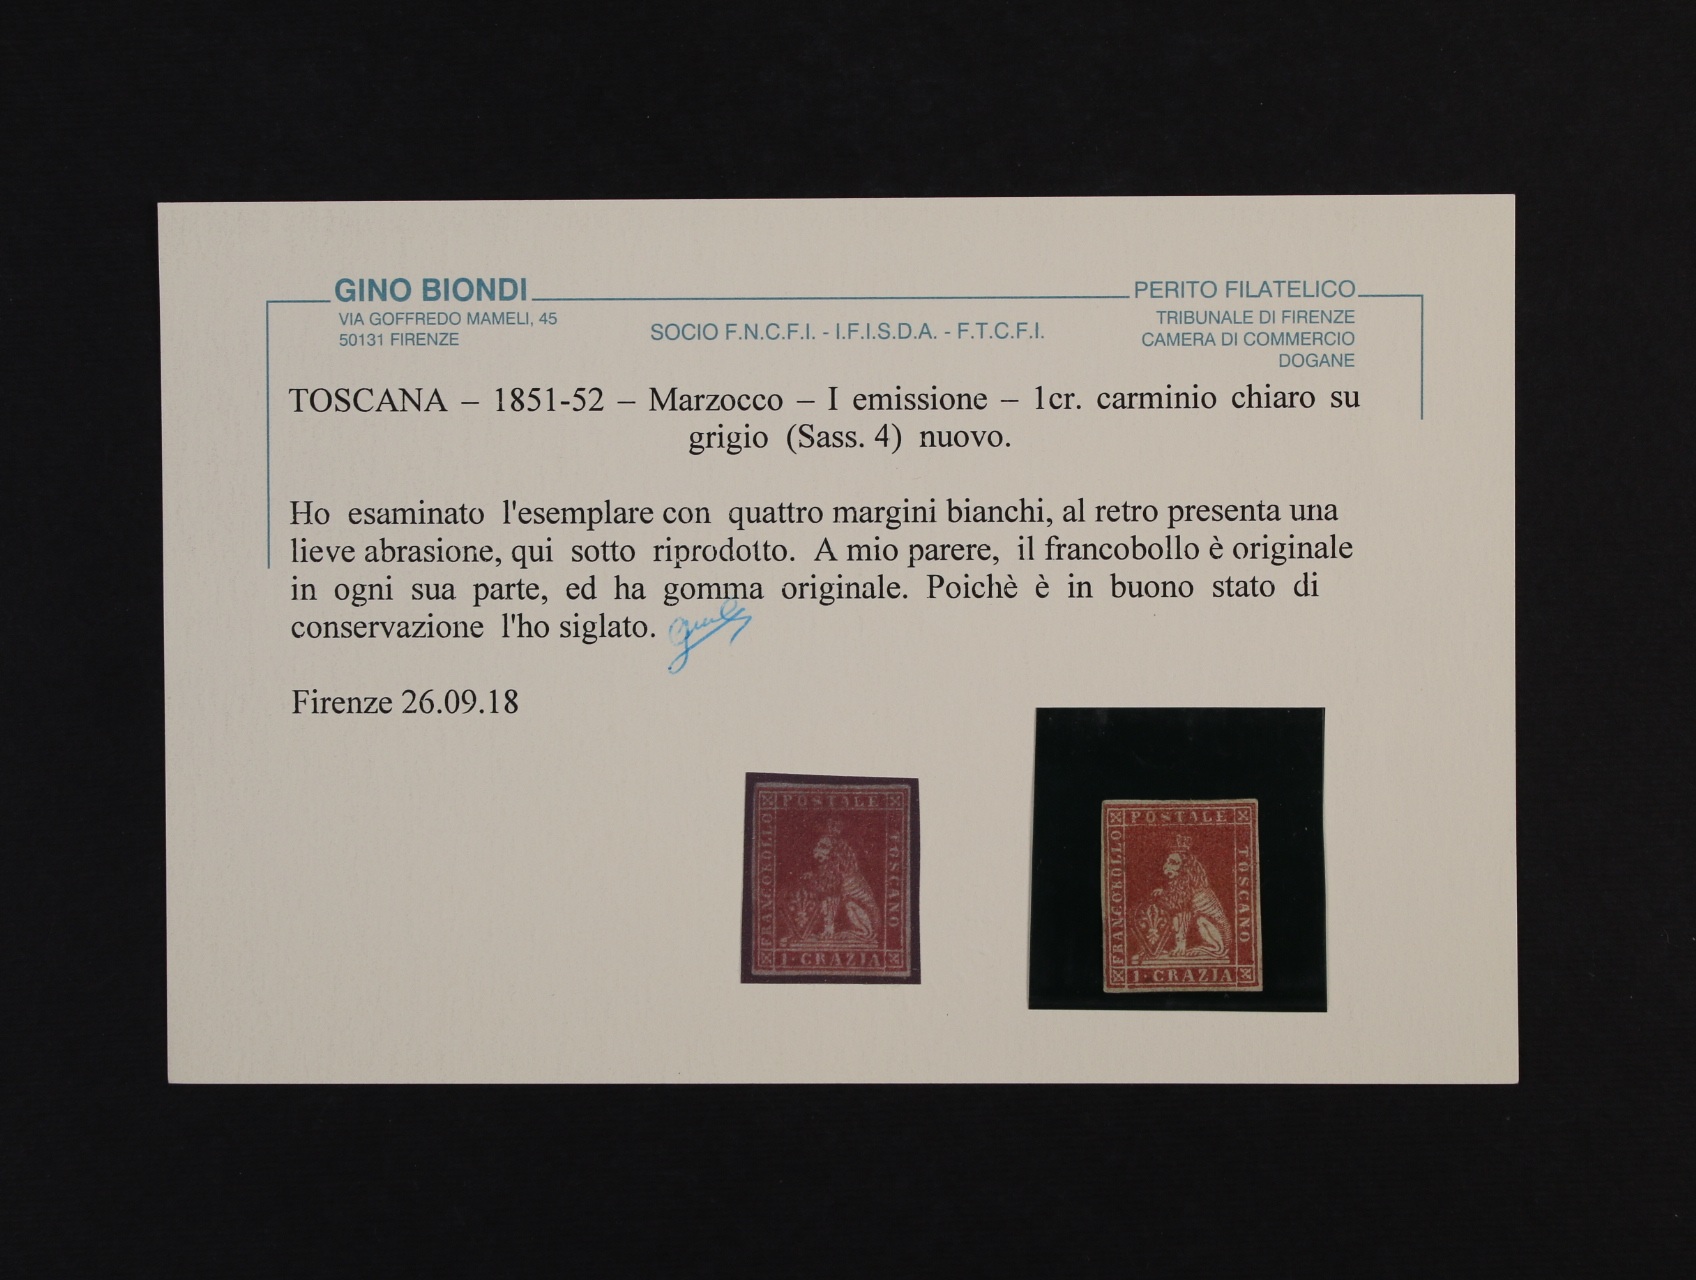 GINO BIONDI
VIA GOFFREDO MAMELI, 45
50131 FIRENZE
SOCIO F.N.C.F.I. - I.F.I.S.D.A. - F.T.C.F.I.
PERITO FILATELICO
TRIBUNALE DI FIRENZE
CAMERA DI COMMERCIO
DOGANE
TOSCANA – 1851-52 – Marzocco – I emissione – 1cr. carminio chiaro su
grigio (Sass. 4) nuovo.
Ho esaminato l'esemplare con quattro margini bianchi, al retro presenta una
lieve abrasione, qui sotto riprodotto. A mio parere, il francobollo è originale
in ogni sua parte, ed ha gomma originale. Poichè è in buono stato di
conservazione l'ho siglato.
Firenze 26.09.18
POSTALE
FRANCOBOLLO
TOSCANO
1·CRAZIA
POSTALE
FRANCOBOLLO
TOSCANO
1·CRAZIA